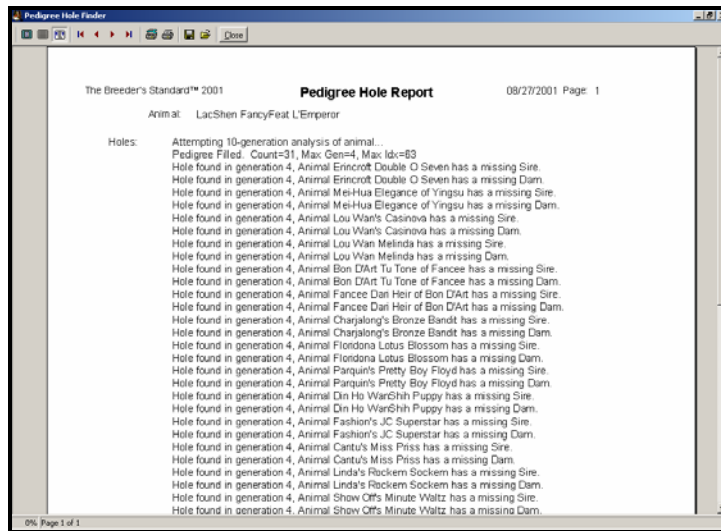 Pedigree Hole Finder
Close
The Breeder's Standard™ 2001 Pedigree Hole Report 08/27/2001 Page: 1
Animal: LacShen FancyFeat L'Emperor
Holes: Attempting 10-generation analysis of animal...
Pedigree Filled. Count=31, Max Gen=4, Max Idx=63
Hole found in generation 4, Animal Erincroft Double O Seven has a missing Sire.
Hole found in generation 4, Animal Erincroft Double O Seven has a missing Dam.
Hole found in generation 4, Animal Mei-Hua Elegance of Yingsu has a missing Sire.
Hole found in generation 4, Animal Mei-Hua Elegance of Yingsu has a missing Dam.
Hole found in generation 4, Animal Lou Wan's Casinova has a missing Sire.
Hole found in generation 4, Animal Lou Wan's Casinova has a missing Dam.
Hole found in generation 4, Animal Lou Wan Melinda has a missing Sire.
Hole found in generation 4, Animal Lou Wan Melinda has a missing Dam.
Hole found in generation 4, Animal Bon D'Art Tu Tone of Fancee has a missing Sire.
Hole found in generation 4, Animal Bon D'Art Tu Tone of Fancee has a missing Dam.
Hole found in generation 4, Animal Fancee Dari Heir of Bon D'Art has a missing Sire.
Hole found in generation 4, Animal Fancee Dari Heir of Bon D'Art has a missing Dam.
Hole found in generation 4, Animal Charjalong's Bronze Bandit has a missing Sire.
Hole found in generation 4, Animal Charjalong's Bronze Bandit has a missing Dam.
Hole found in generation 4, Animal Floridona Lotus Blossom has a missing Sire.
Hole found in generation 4, Animal Floridona Lotus Blossom has a missing Dam.
Hole found in generation 4, Animal Parquin's Pretty Boy Floyd has a missing Sire.
Hole found in generation 4, Animal Parquin's Pretty Boy Floyd has a missing Dam.
Hole found in generation 4, Animal Din Ho WanShih Puppy has a missing Sire.
Hole found in generation 4, Animal Din Ho WanShih Puppy has a missing Dam.
Hole found in generation 4, Animal Fashion's JC Superstar has a missing Sire.
Hole found in generation 4, Animal Fashion's JC Superstar has a missing Dam.
Hole found in generation 4, Animal Cantu's Miss Priss has a missing Sire.
Hole found in generation 4, Animal Cantu's Miss Priss has a missing Dam.
Hole found in generation 4, Animal Linda's Rockem Sockem has a missing Sire.
Hole found in generation 4, Animal Linda's Rockem Sockem has a missing Dam.
Hole found in generation 4, Animal Show Off's Minute Waltz has a missing Sire.
Hole found in generation 4, Animal Show Off's Minute Waltz has a missing Dam.
0% Page 1 of 1